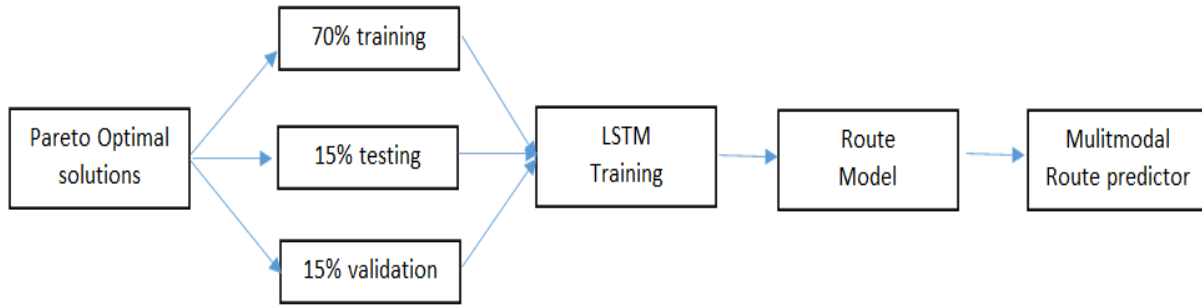 Pareto Optimal
solutions
70% training
15% testing
15% validation
LSTM
Training
Route
Model
Mulitmodal
Route predictor